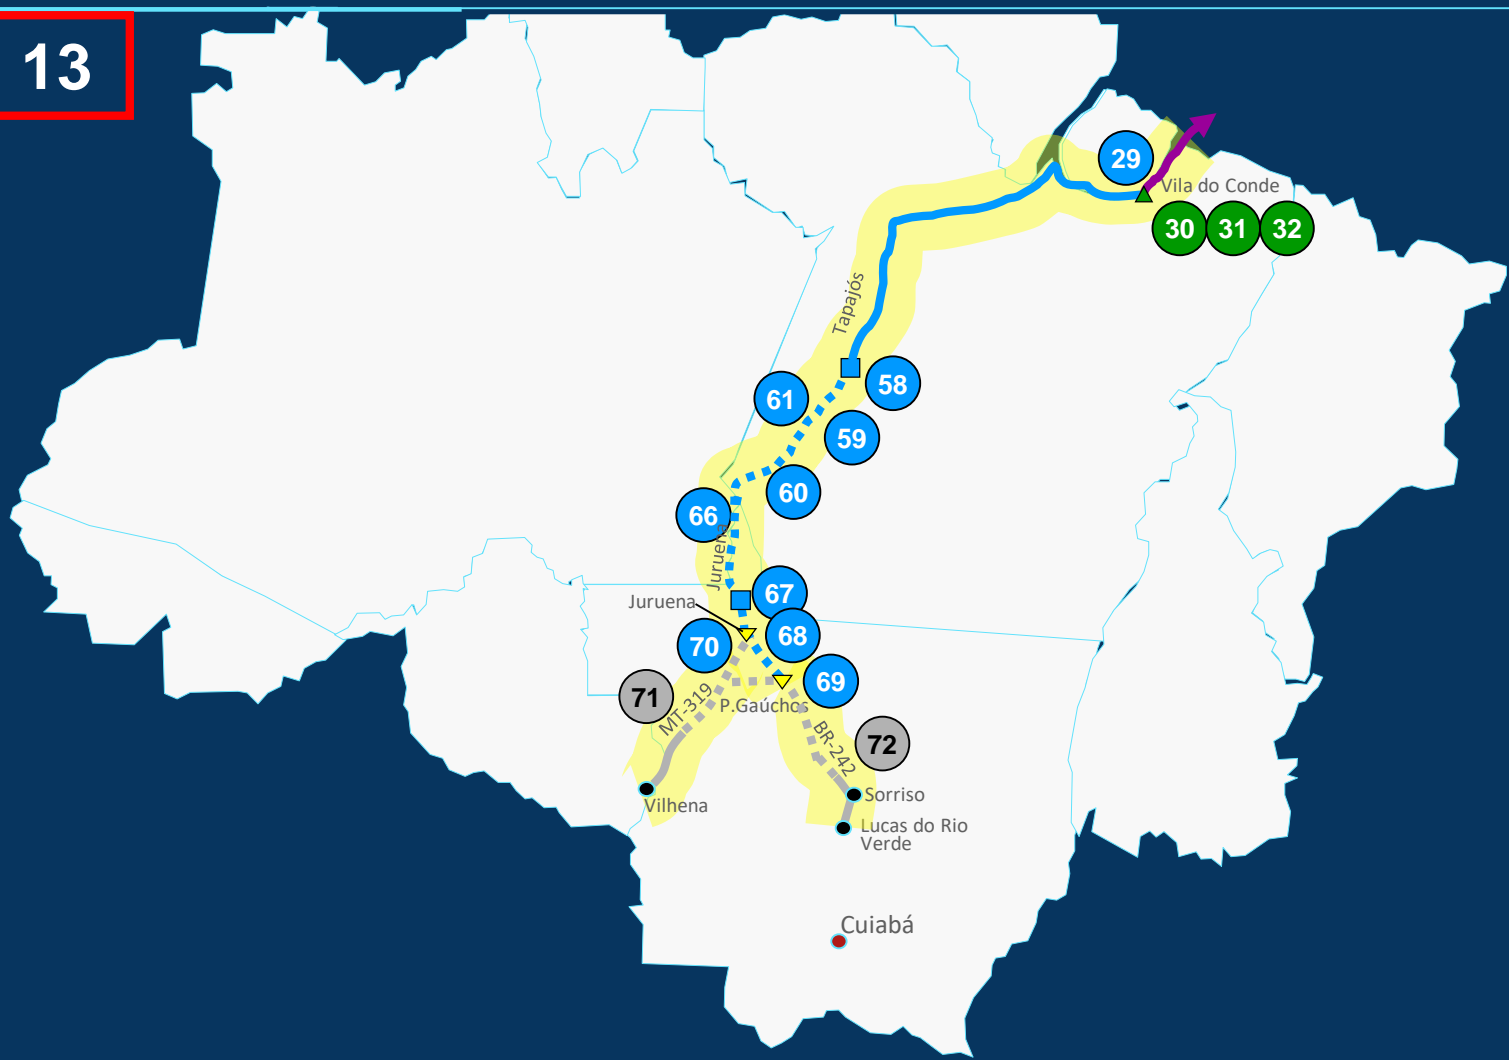 13
29
Vila do Conde
30
31
32
Tapajós
61
58
59
60
66
Juruena
67
Juruena
70
68
69
71
MT-319
P.Gaúchos
BR-242
72
Vilhena
Sorriso
Lucas do Rio
Verde
Cuiabá